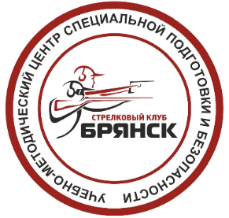 УЧЕБНО-МЕТОДИЧЕСКИЙ ЦЕНТР СПЕЦИАЛЬНОЙ ПОДГОТОВКИ И БЕЗОПАСНОСТИ
СТРЕЛКОВЫЙ КЛУБ
БРЯНСК